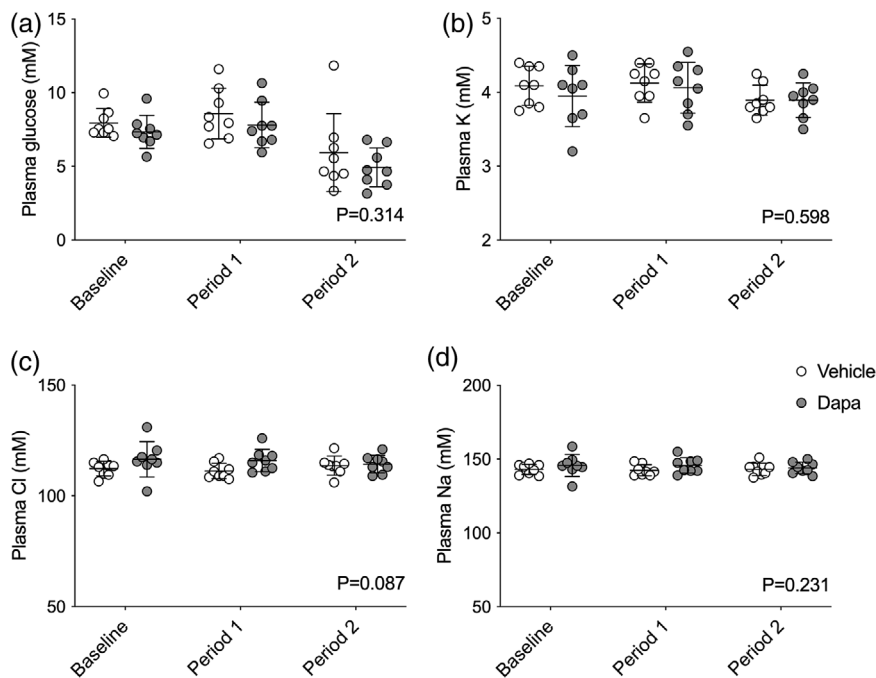 (a)
15
10
5
0
Plasma glucose (mM)
P=0.314
Baseline
Period 1
Period 2
(b)
5
4
3
2
Plasma K (mM)
P=0.598
Baseline
Period 1
Period 2
(c)
150
100
50
Plasma Cl (mM)
P=0.087
Baseline
Period 1
Period 2
(d)
200
150
100
50
Plasma Na (mM)
Vehicle
Dapa
P=0.231
Baseline
Period 1
Period 2